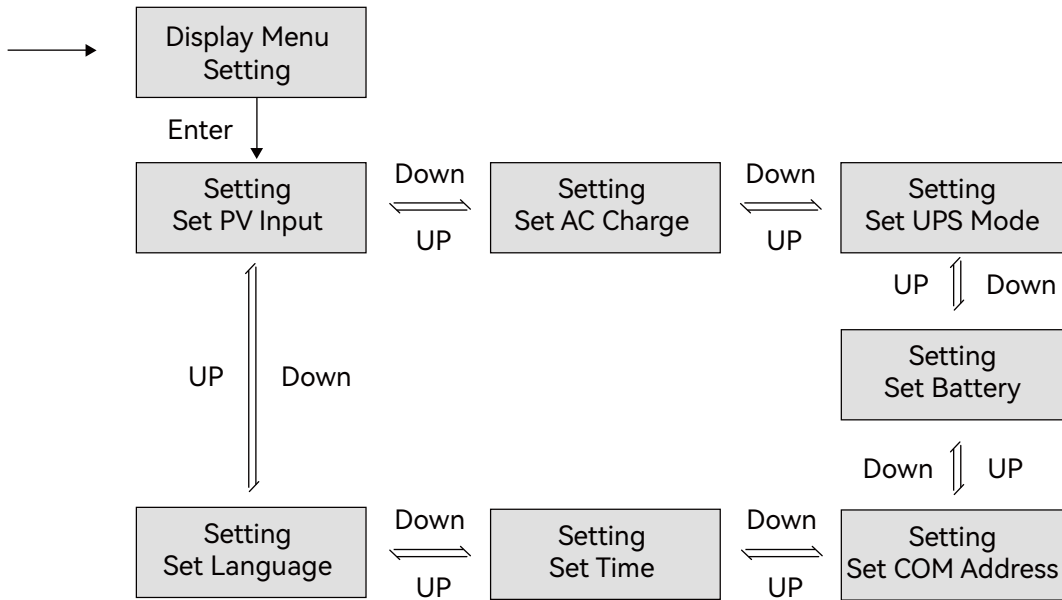 Display Menu
Setting
Enter
Setting
Set PV Input
Down
UP
Setting
Set AC Charge
Down
UP
Setting
Set UPS Mode
UP
Down
Setting
Set Battery
UP
Down
Down
UP
Setting
Set Language
Down
UP
Setting
Set Time
Down
UP
Setting
Set COM Address